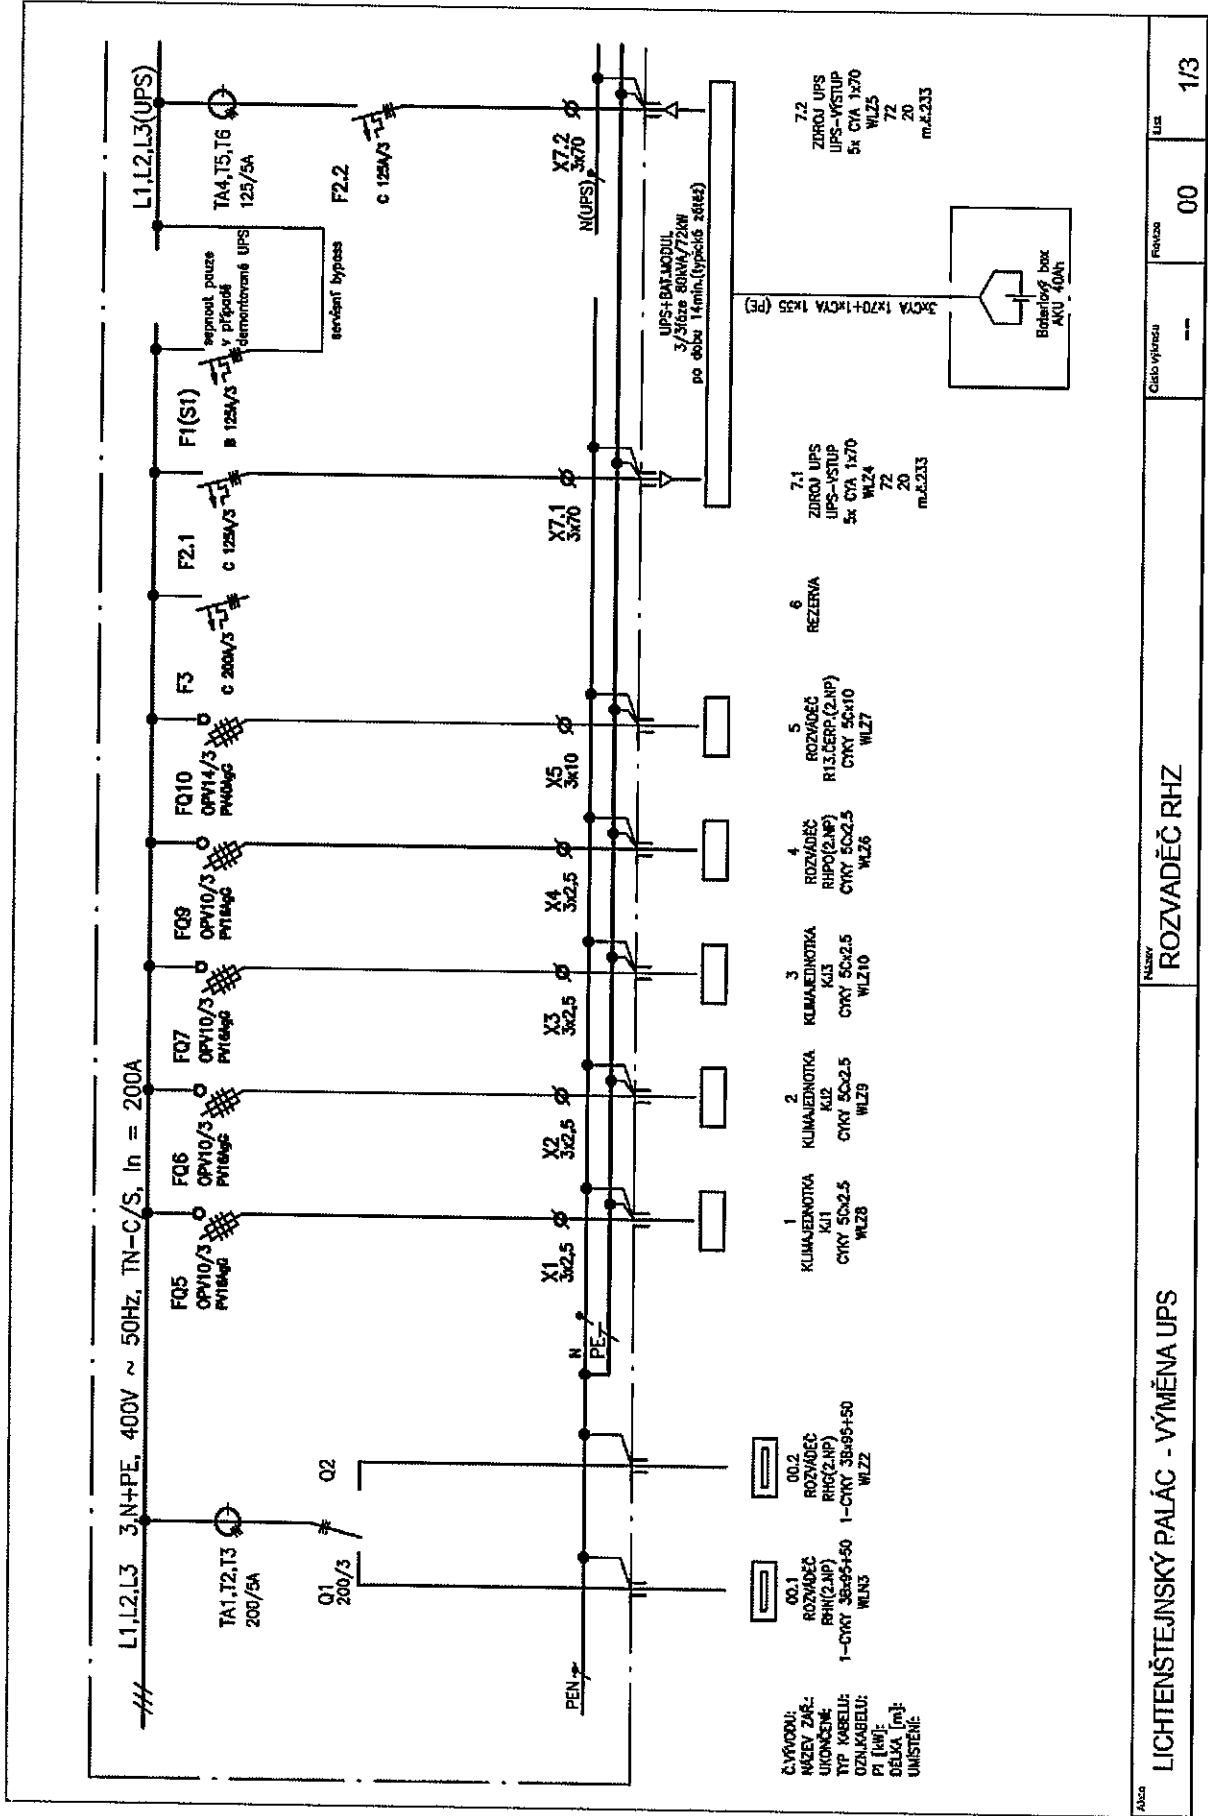 L1,L2,L3 3,N+PE, 400V ~ 50Hz, TN-C/S, In = 200A
L1,L2,L3(UPS)
TA1,T2,T3
200/5A
Q1
200/3
Q2
FQ5
OPV10/3
PV16AgG
FQ6
OPV10/3
PV16AgG
FQ7
OPV10/3
PV16AgG
FQ9
OPV10/3
PV16AgG
FQ10
OPV14/3
PV40AgG
F3
C 200A/3
F2.1
C 125A/3
F1(S1)
B 125A/3
sepnout pouze
v případě
demontované UPS
servisní bypass
TA4,T5,T6
125/5A
F2.2
C 125A/3
PEN
N
PE
X1
3x2,5
X2
3x2,5
X3
3x2,5
X4
3x2,5
X5
3x10
X7.1
3x70
X7.2
3x70
N(UPS)
UPS+BAT.MODUL
3/3fáze 80kVA/72kW
po dobu 14min.(typická zátěž)
3xCYA 1x70+1xCYA 1x35 (PE)
Bateriový box
AKU 40Ah
Č.VÝVODU:
NÁZEV ZAŘ.:
UKONČENÍ:
TYP KABELU:
OZN.KABELU:
Pi [kW]:
DÉLKA [m]:
UMÍSTĚNÍ:
00.1
ROZVÁDĚČ
RHN(2.NP)
1-CYKY 3Bx95+50
WLN3
00.2
ROZVÁDĚČ
RHG(2.NP)
1-CYKY 3Bx95+50
WLZ2
1
KLIMAJEDNOTKA
KJ1
CYKY 5Cx2.5
WLZ8
2
KLIMAJEDNOTKA
KJ2
CYKY 5Cx2.5
WLZ9
3
KLIMAJEDNOTKA
KJ3
CYKY 5Cx2.5
WLZ10
4
ROZVÁDĚČ
RHPO(2.NP)
CYKY 5Cx2.5
WLZ6
5
ROZVÁDĚČ
R13.ČERP.(2.NP)
CYKY 5Cx10
WLZ7
6
REZERVA
7.1
ZDROJ UPS
UPS-VSTUP
5x CYA 1x70
WLZ4
72
20
m.č.233
7.2
ZDROJ UPS
UPS-VÝSTUP
5x CYA 1x70
WLZ5
72
20
m.č.233
Akce
LICHTENŠTEJNSKÝ PALÁC - VÝMĚNA UPS
Název
ROZVADĚČ RHZ
Číslo výkresu
--
Revize
00
List
1/3